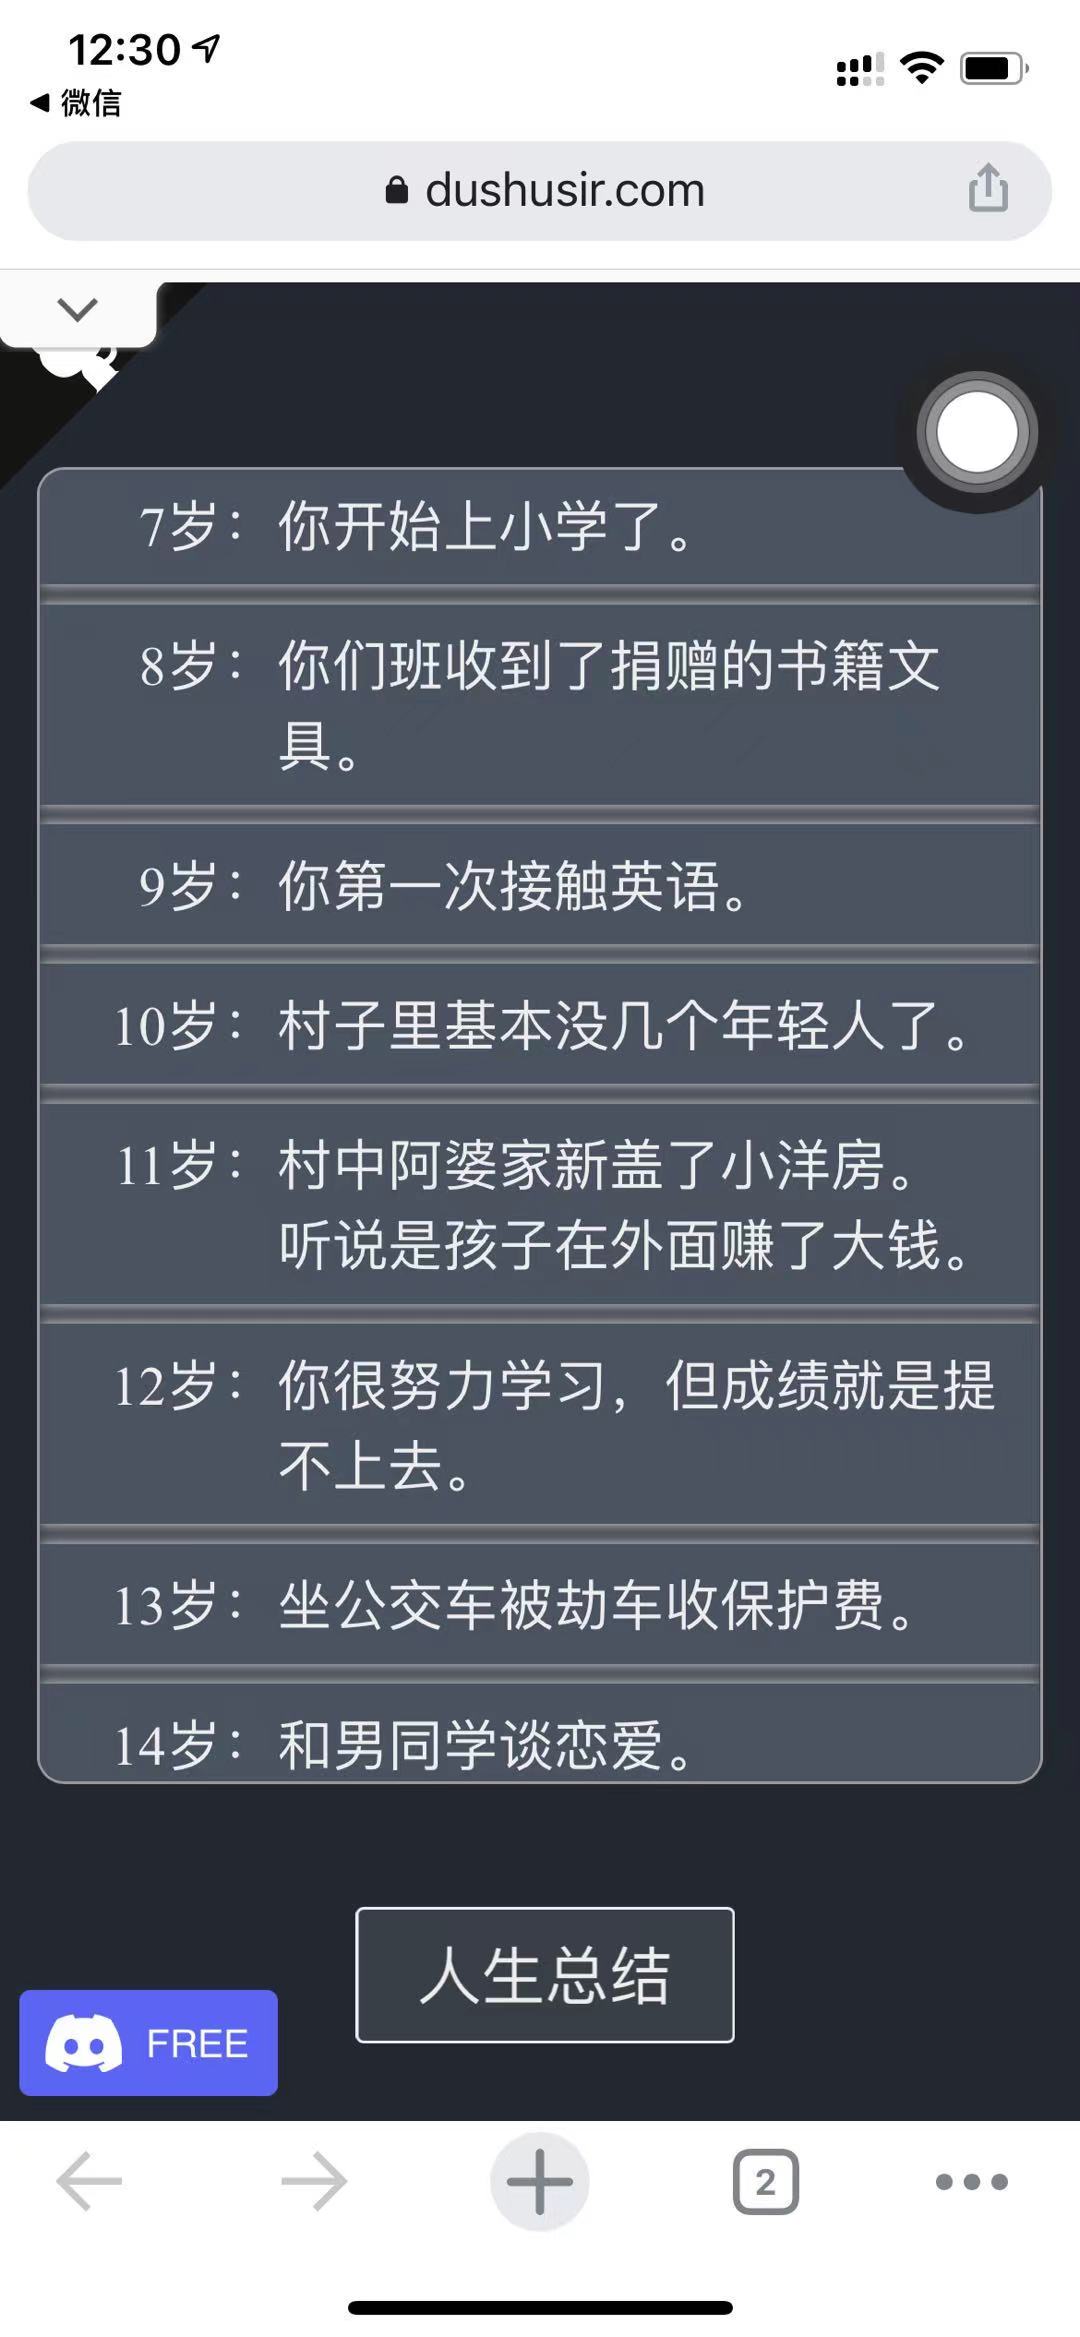 12:30
微信
dushusir.com
7岁： 你开始上小学了。
8岁： 你们班收到了捐赠的书籍文
具。
9岁： 你第一次接触英语。
10岁： 村子里基本没几个年轻人了。
11岁： 村中阿婆家新盖了小洋房。
听说是孩子在外面赚了大钱。
12岁： 你很努力学习，但成绩就是提
不上去。
13岁： 坐公交车被劫车收保护费。
14岁： 和男同学谈恋爱。
人生总结
FREE
2